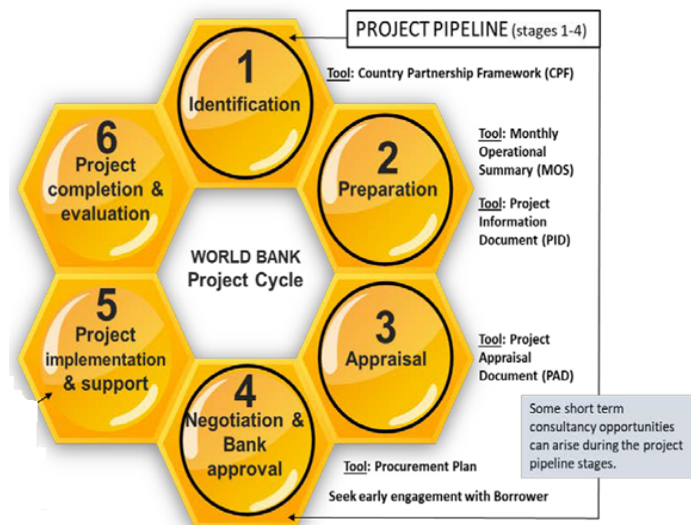 PROJECT PIPELINE (stages 1-4)
1
Identification
Tool: Country Partnership Framework (CPF)
2
Preparation
Tool: Monthly
Operational
Summary (MOS)
Tool: Project
Information
Document (PID)
3
Appraisal
Tool: Project
Appraisal
Document (PAD)
4
Negotiation &
Bank
approval
Tool: Procurement Plan
Seek early engagement with Borrower
5
Project
implementation
& support
6
Project
completion &
evaluation
WORLD BANK
Project Cycle
Some short term
consultancy opportunities
can arise during the project
pipeline stages.